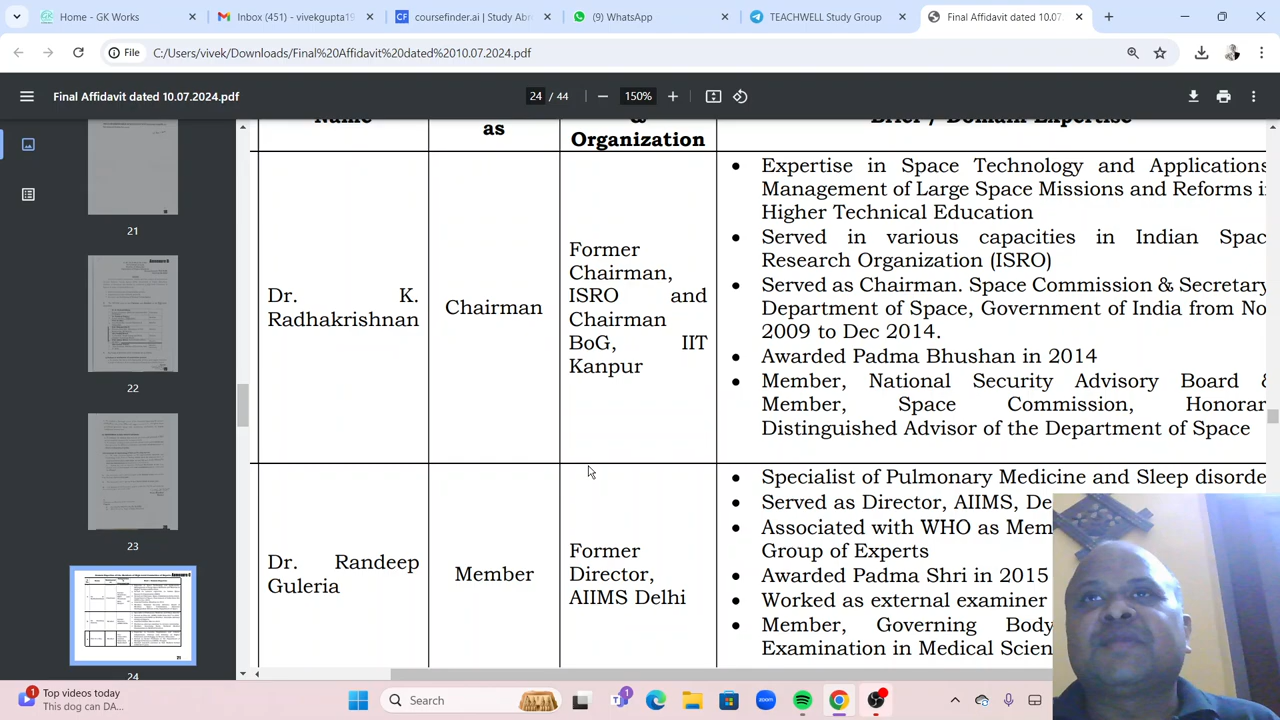 Home - GK Works
Inbox (451) - vivekgupta19
coursefinder.ai | Study Abr
(9) WhatsApp
TEACHWELL Study Group
Final Affidavit dated 10.07.
File
C:/Users/vivek/Downloads/Final%20Affidavit%20dated%2010.07.2024.pdf
Final Affidavit dated 10.07.2024.pdf
24 / 44
150%
Name
as
&
Organization
Brief / Domain Expertise
Dr. K.
Radhakrishnan
Chairman
Former
Chairman,
ISRO and
Chairman
BoG, IIT
Kanpur
• Expertise in Space Technology and Applications
Management of Large Space Missions and Reforms i
Higher Technical Education
• Served in various capacities in Indian Spac
Research Organization (ISRO)
• Served as Chairman. Space Commission & Secretary
Department of Space, Government of India from No
2009 to Dec 2014.
• Awarded Padma Bhushan in 2014
• Member, National Security Advisory Board &
Member, Space Commission, Honorar
Distinguished Advisor of the Department of Space
Dr. Randeep
Guleria
Member
Former
Director,
AIIMS Delhi
• Specialist of Pulmonary Medicine and Sleep disorde
• Served as Director, AIIMS, De
• Associated with WHO as Mem
Group of Experts
• Awarded Padma Shri in 2015
• Worked as external examiner
• Member Governing Body
Examination in Medical Scien
21
22
23
24
1
Top videos today
This dog can DA...
Search
1